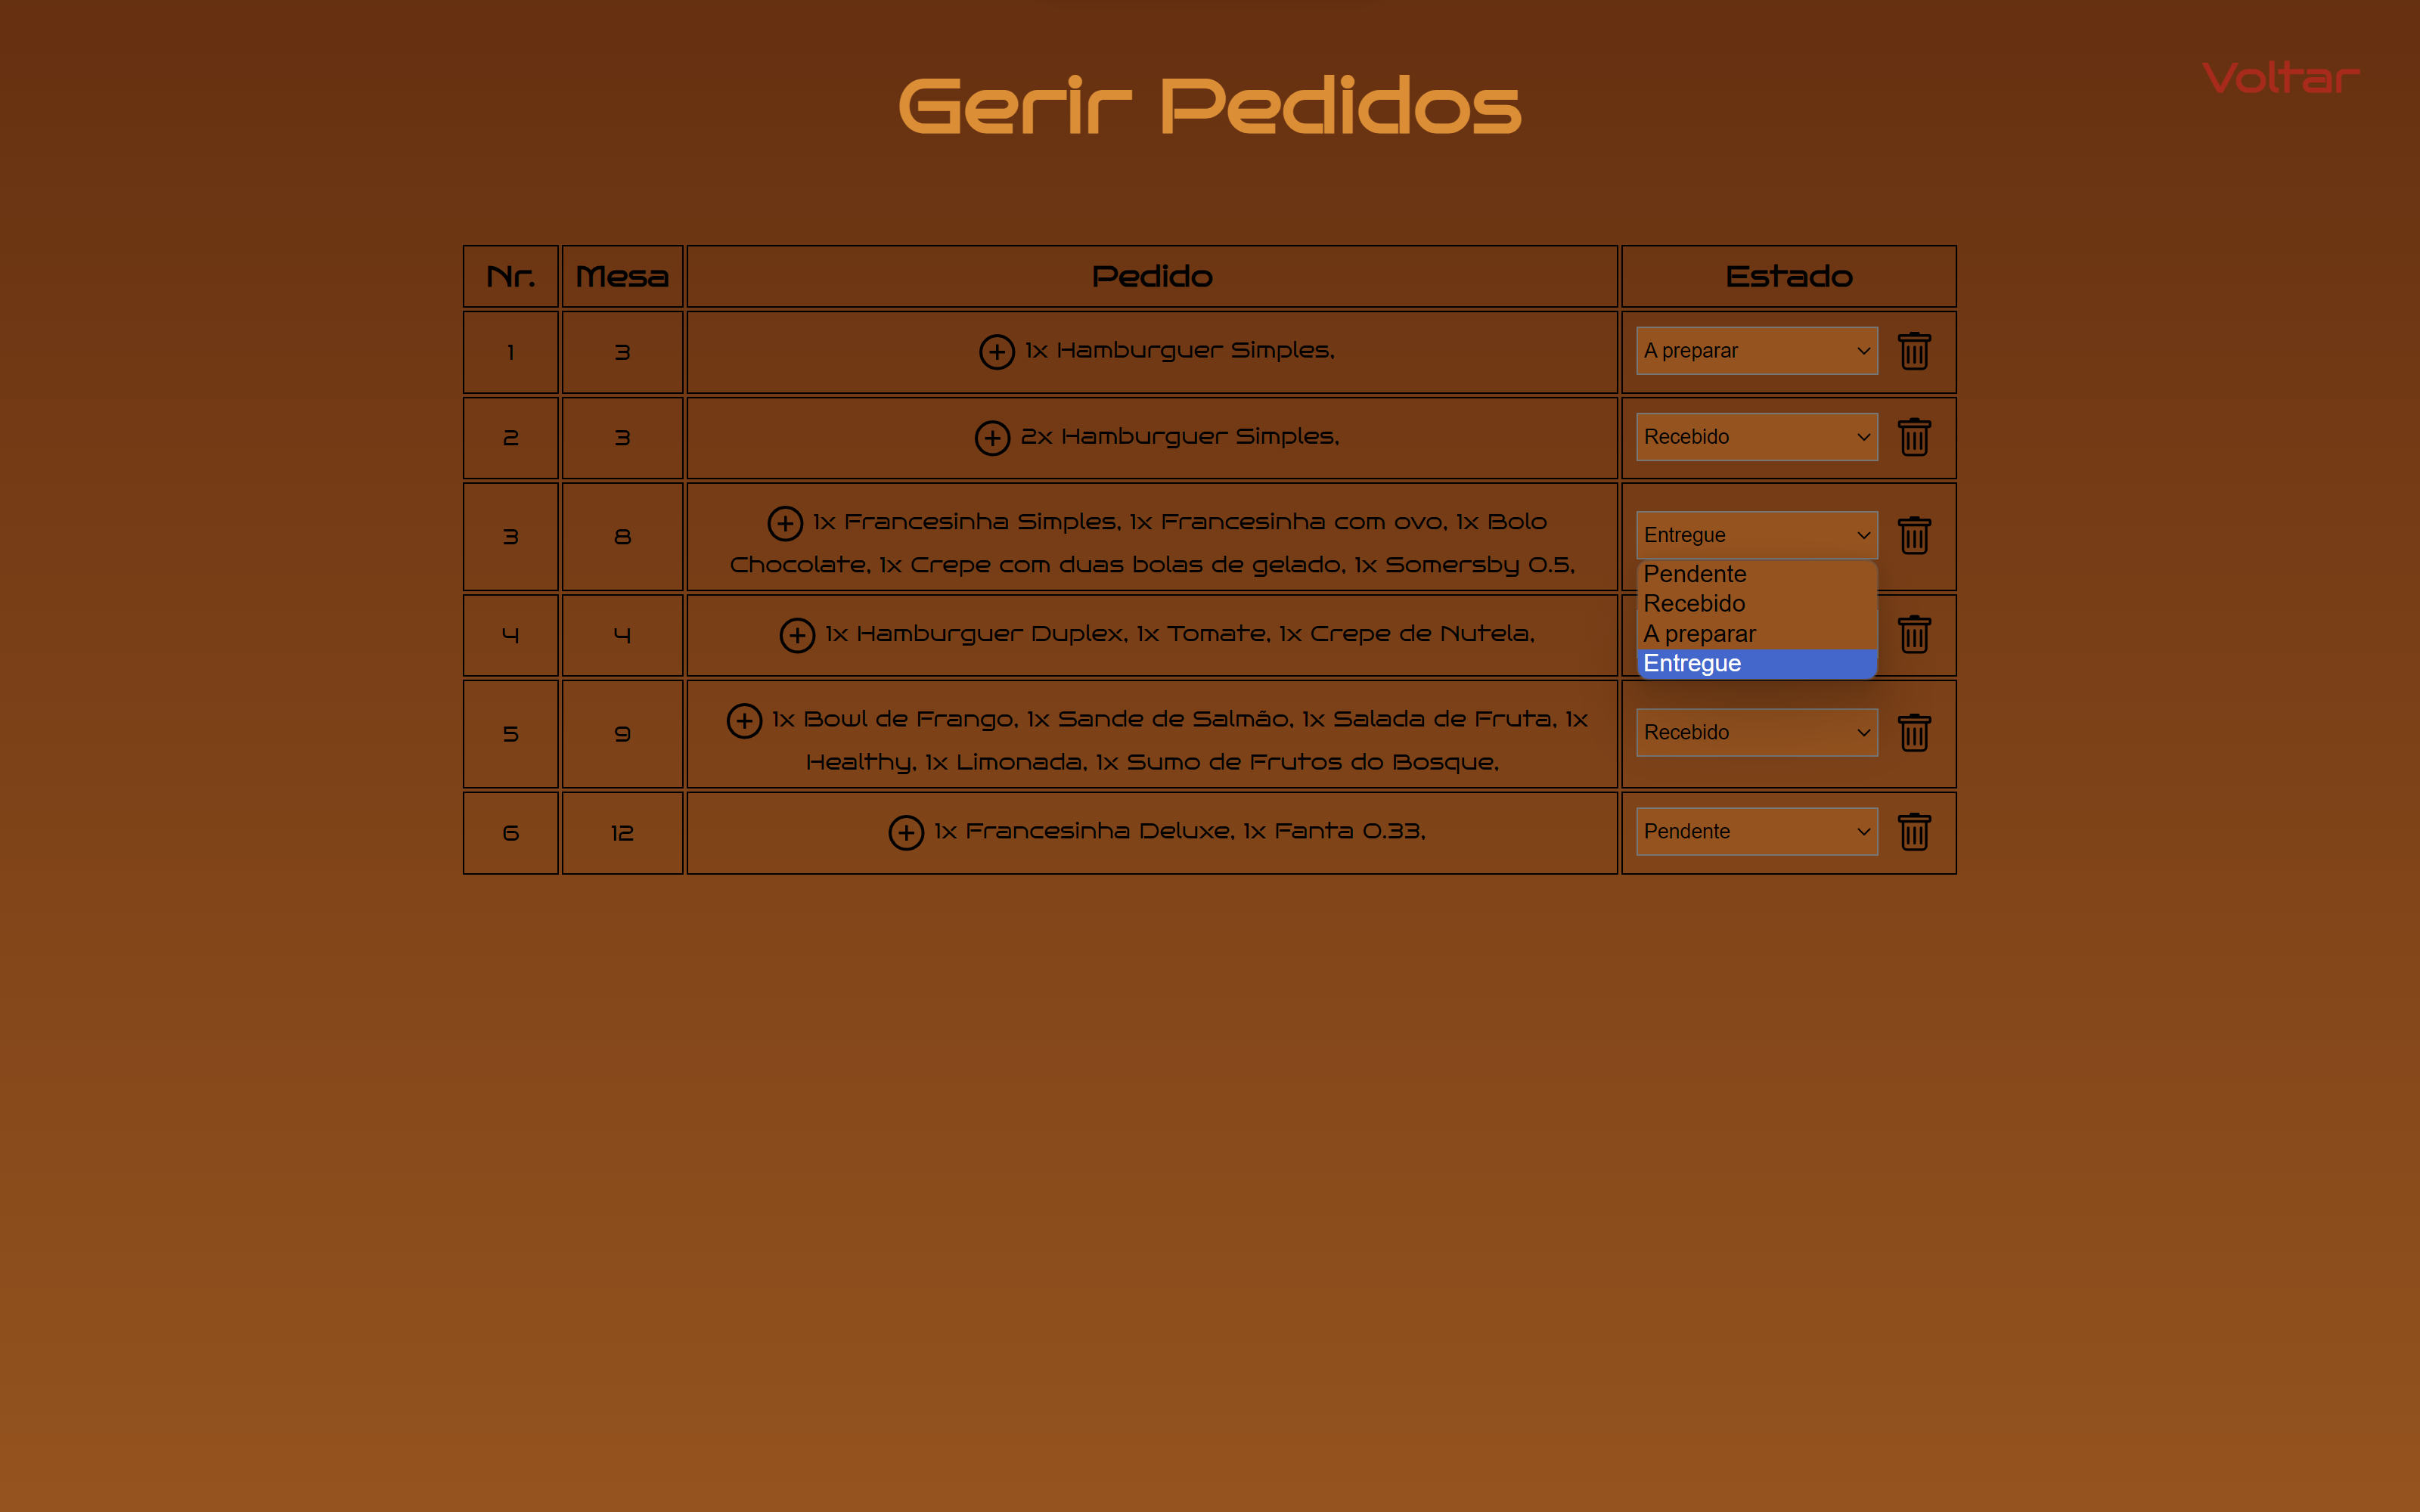 Gerir Pedidos
Voltar
Nr. Mesa Pedido Estado
1 3 1x Hamburguer Simples, A preparar
2 3 2x Hamburguer Simples, Recebido
3 8 1x Francesinha Simples, 1x Francesinha com ovo, 1x Bolo
Chocolate, 1x Crepe com duas bolas de gelado, 1x Somersby 0.5, Entregue
Pendente
Recebido
A preparar
Entregue
4 4 1x Hamburguer Duplex, 1x Tomate, 1x Crepe de Nutela,
5 9 1x Bowl de Frango, 1x Sande de Salmão, 1x Salada de Fruta, 1x
Healthy, 1x Limonada, 1x Sumo de Frutos do Bosque, Recebido
6 12 1x Francesinha Deluxe, 1x Fanta 0.33, Pendente